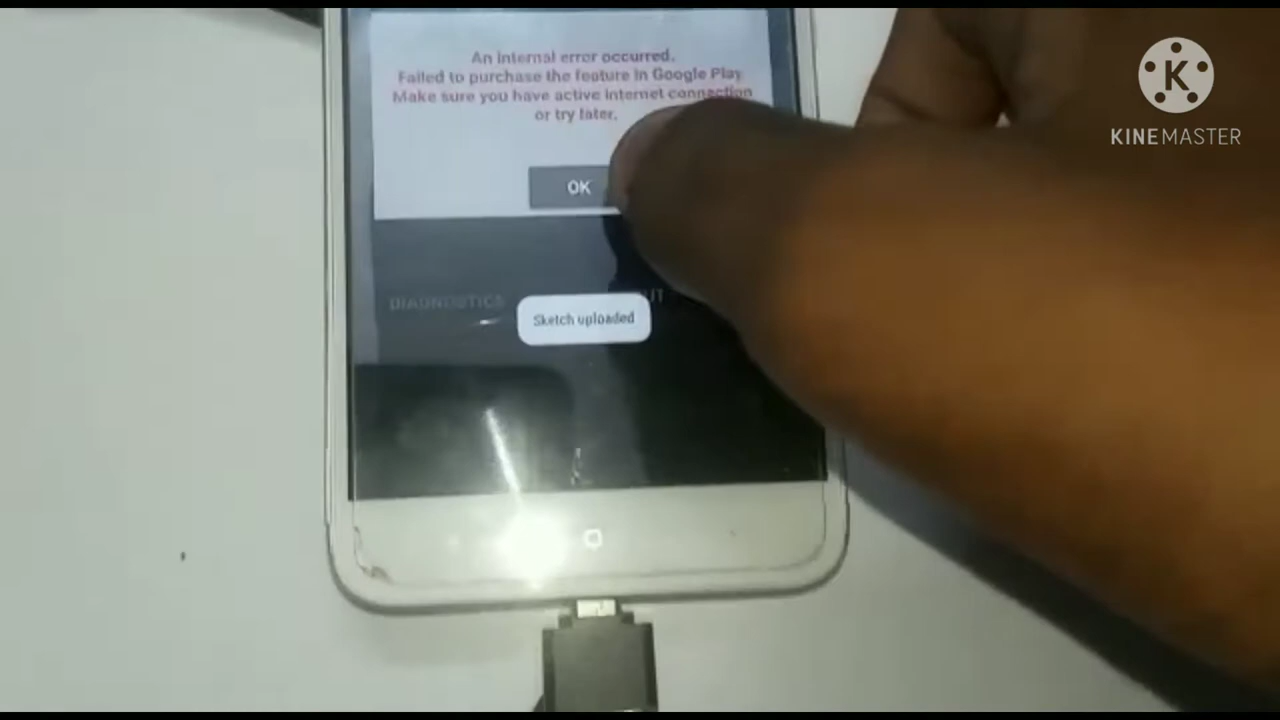 An internal error occurred.
Failed to purchase the feature in Google Play.
Make sure you have active internet connection
or try later.
OK
DIAGNOSTICS
Sketch uploaded
K
KINEMASTER